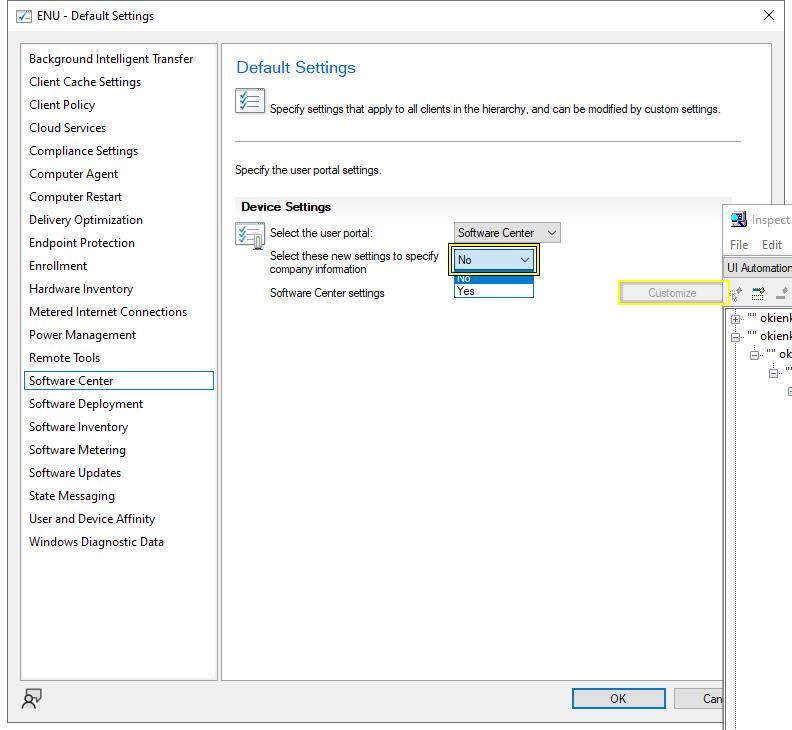 ENU - Default Settings
Background Intelligent Transfer
Client Cache Settings
Client Policy
Cloud Services
Compliance Settings
Computer Agent
Computer Restart
Delivery Optimization
Endpoint Protection
Enrollment
Hardware Inventory
Metered Internet Connections
Power Management
Remote Tools
Software Center
Software Deployment
Software Inventory
Software Metering
Software Updates
State Messaging
User and Device Affinity
Windows Diagnostic Data
Default Settings
Specify settings that apply to all clients in the hierarchy, and can be modified by custom settings.
Specify the user portal settings.
Device Settings
Select the user portal:
Software Center
Select these new settings to specify
company information
No
No
Yes
Software Center settings
Customize
OK
Can
Inspect
File Edit
UI Automation
"" okienk
"" okienk
"" ok
""